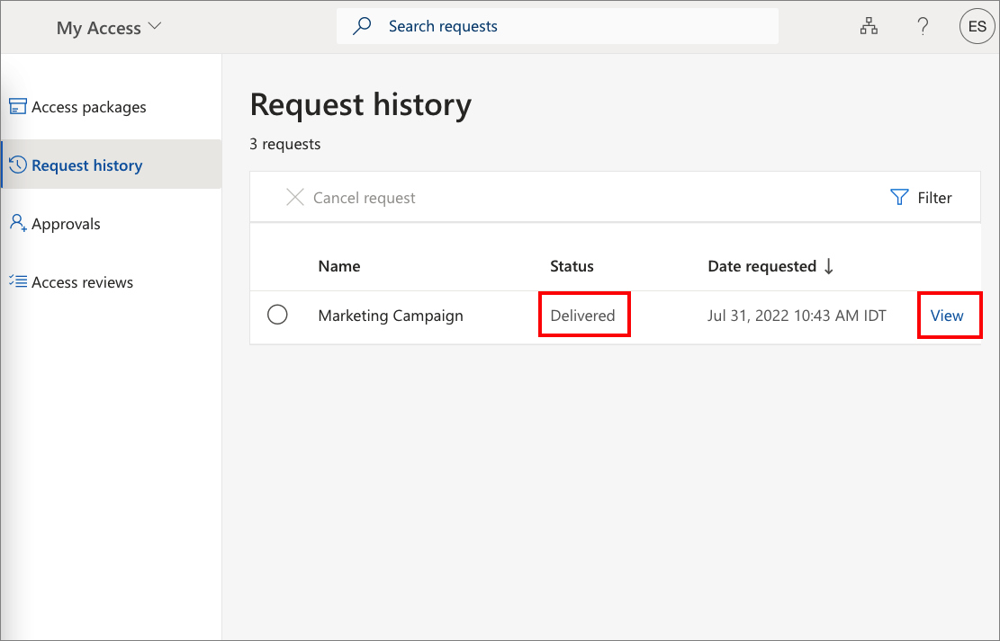 My Access
Search requests
?
ES
Access packages
Request history
Approvals
Access reviews
Request history
3 requests
Cancel request
Filter
Name Status Date requested ↓
Marketing Campaign Delivered Jul 31, 2022 10:43 AM IDT View